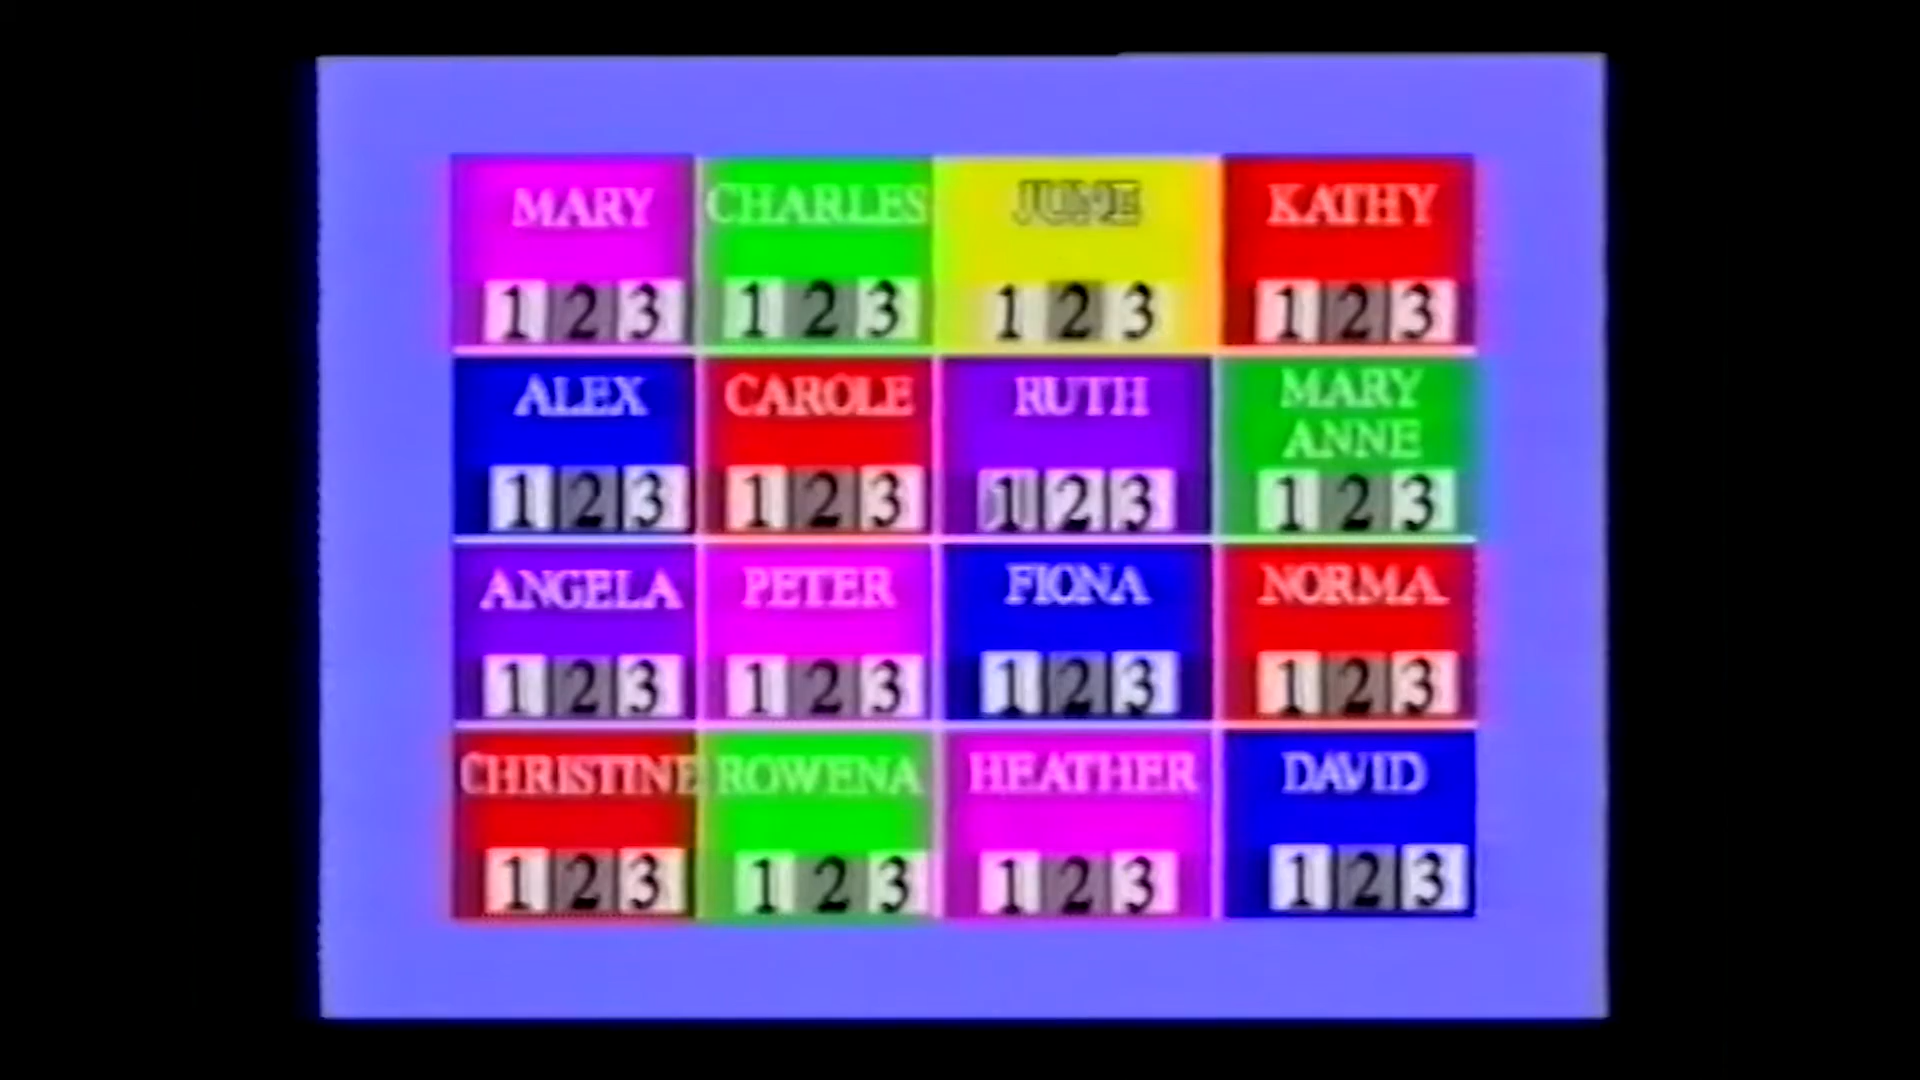 MARY CHARLES JUNE KATHY
1 2 3 1 2 3 1 2 3 1 2 3
ALEX CAROLE RUTH MARY ANNE
1 2 3 1 2 3 1 2 3 1 2 3
ANGELA PETER FIONA NORMA
1 2 3 1 2 3 1 2 3 1 2 3
CHRISTINE ROWENA HEATHER DAVID
1 2 3 1 2 3 1 2 3 1 2 3